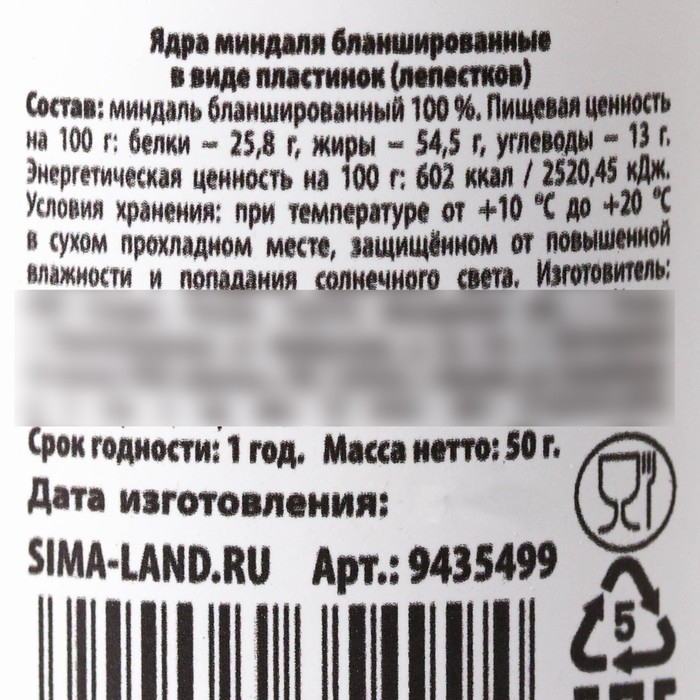 Ядра миндаля бланшированные
в виде пластинок (лепестков)
Состав: миндаль бланшированный 100 %. Пищевая ценность
на 100 г: белки – 25,8 г, жиры – 54,5 г, углеводы – 13 г.
Энергетическая ценность на 100 г: 602 ккал / 2520,45 кДж.
Условия хранения: при температуре от +10 °C до +20 °C
в сухом прохладном месте, защищённом от повышенной
влажности и попадания солнечного света. Изготовитель:
Срок годности: 1 год. Масса нетто: 50 г.
Дата изготовления:
SIMA-LAND.RU Арт.: 9435499
5